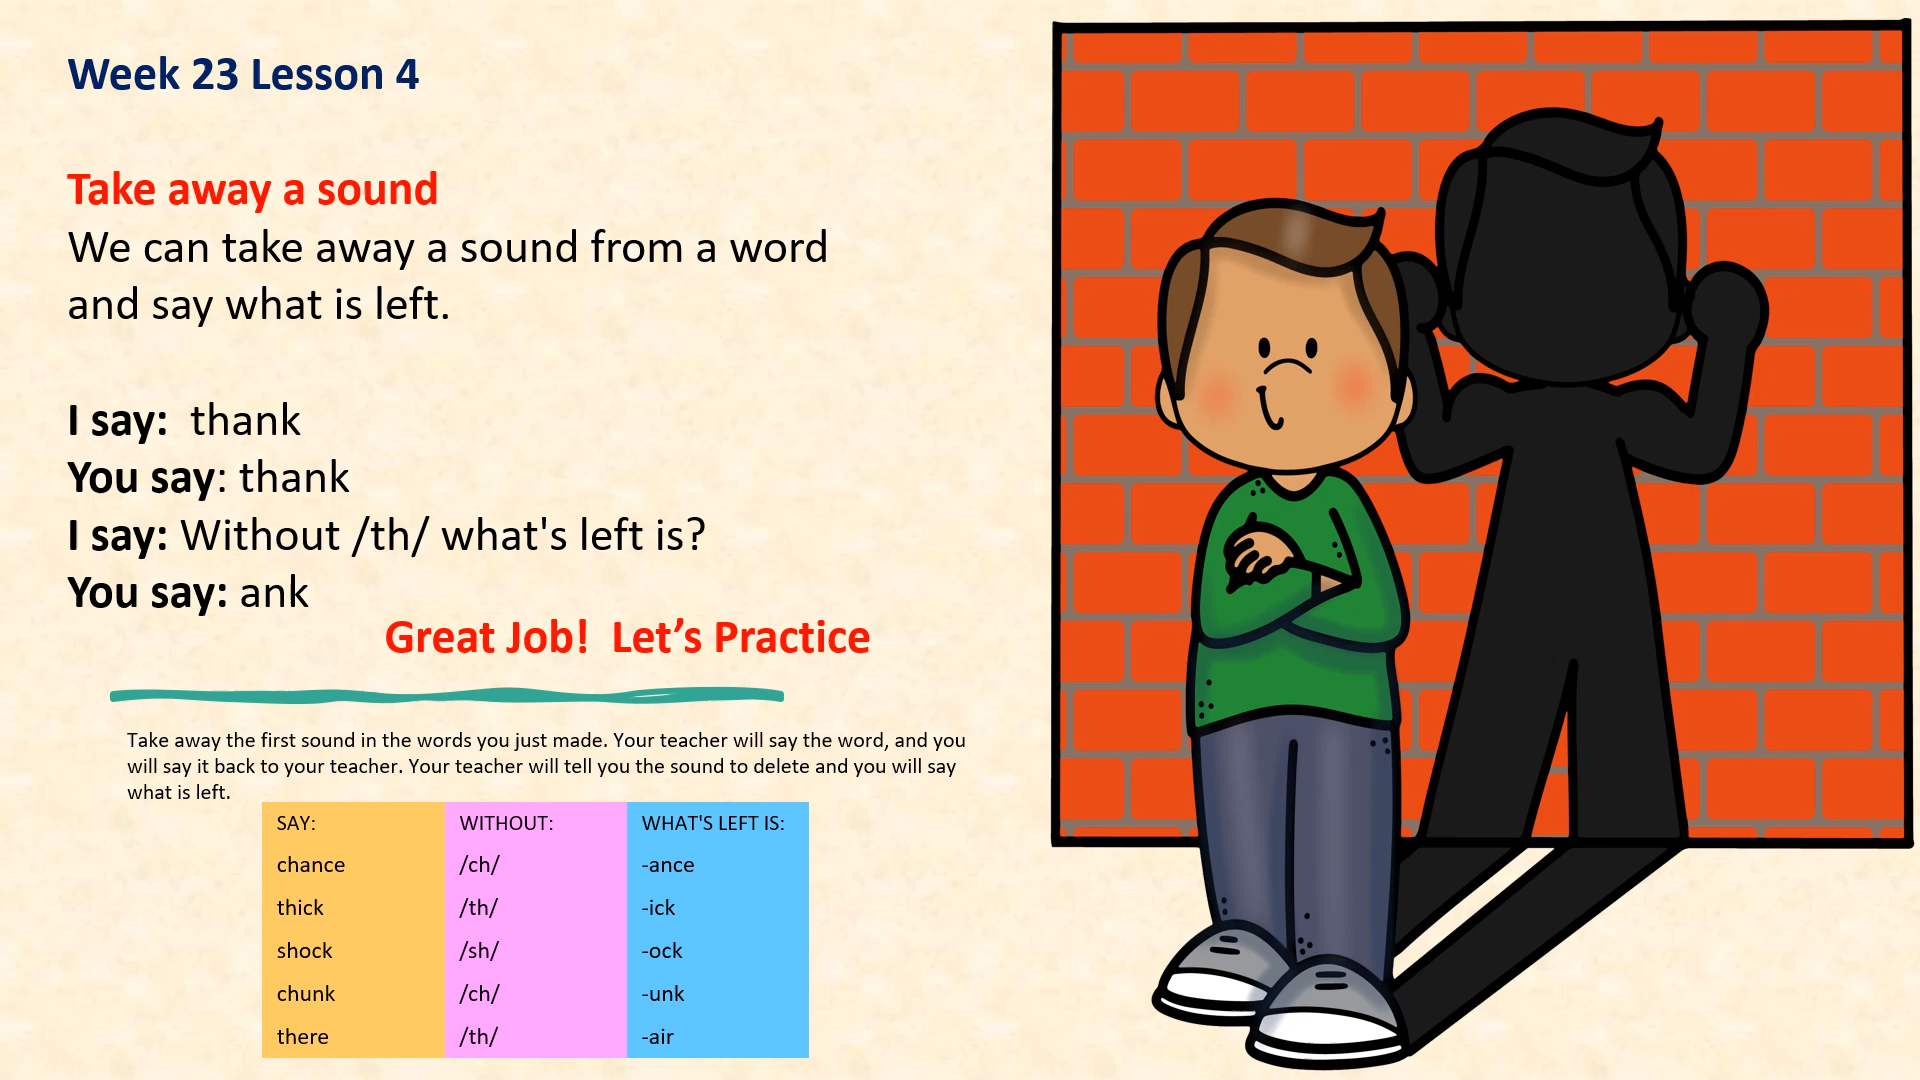 Week 23 Lesson 4
Take away a sound
We can take away a sound from a word
and say what is left.
I say:  thank
You say: thank
I say: Without /th/ what's left is?
You say: ank
Great Job!  Let’s Practice
Take away the first sound in the words you just made. Your teacher will say the word, and you
will say it back to your teacher. Your teacher will tell you the sound to delete and you will say
what is left.
SAY: WITHOUT: WHAT'S LEFT IS:
chance /ch/ -ance
thick /th/ -ick
shock /sh/ -ock
chunk /ch/ -unk
there /th/ -air